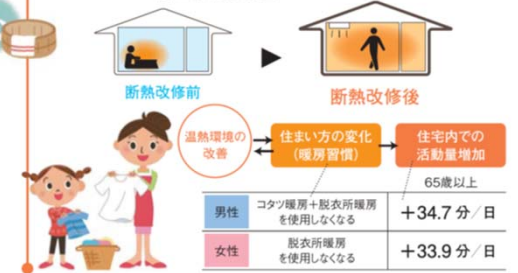 断熱改修前
断熱改修後
温熱環境の
改善
住まい方の変化
(暖房習慣)
住宅内での
活動量増加
65歳以上
男性
コタツ暖房+脱衣所暖房
を使用しなくなる
+34.7 分/日
女性
脱衣所暖房
を使用しなくなる
+33.9 分/日